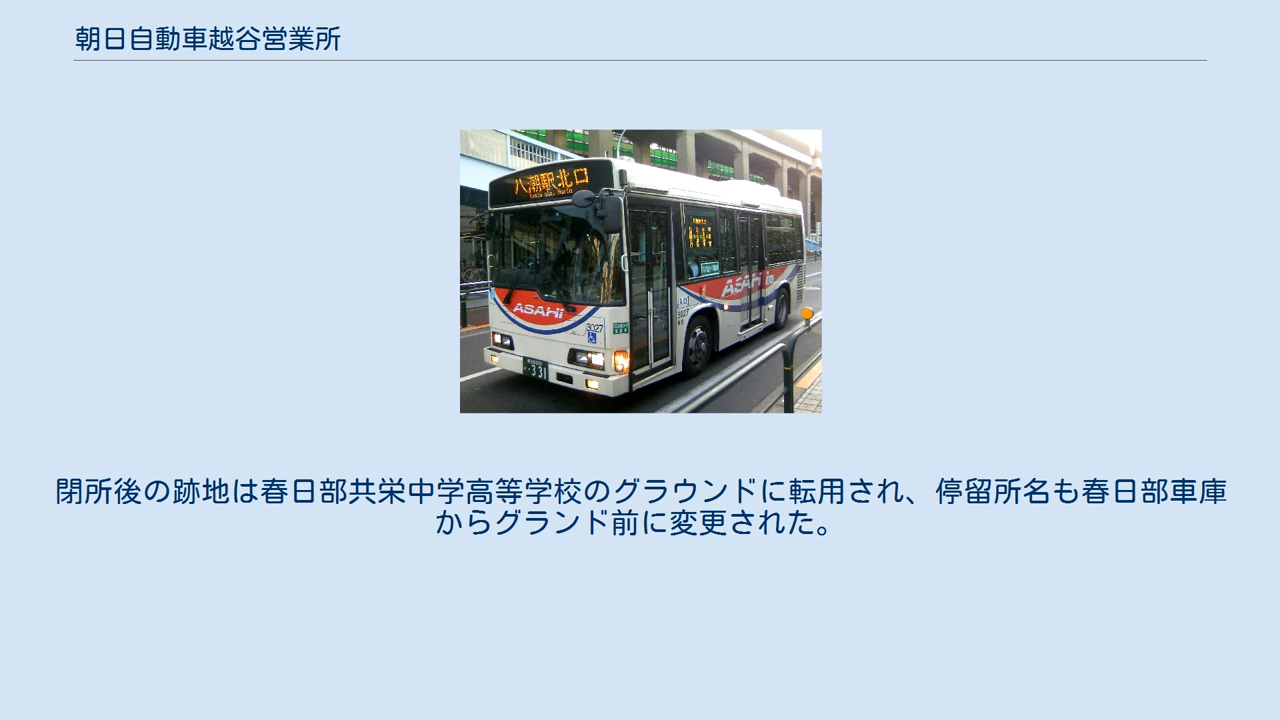 朝日自動車越谷営業所
八潮駅北口
ASAHI
ASAHI
3027
331
閉所後の跡地は春日部共栄中学高等学校のグラウンドに転用され、停留所名も春日部車庫
からグランド前に変更された。